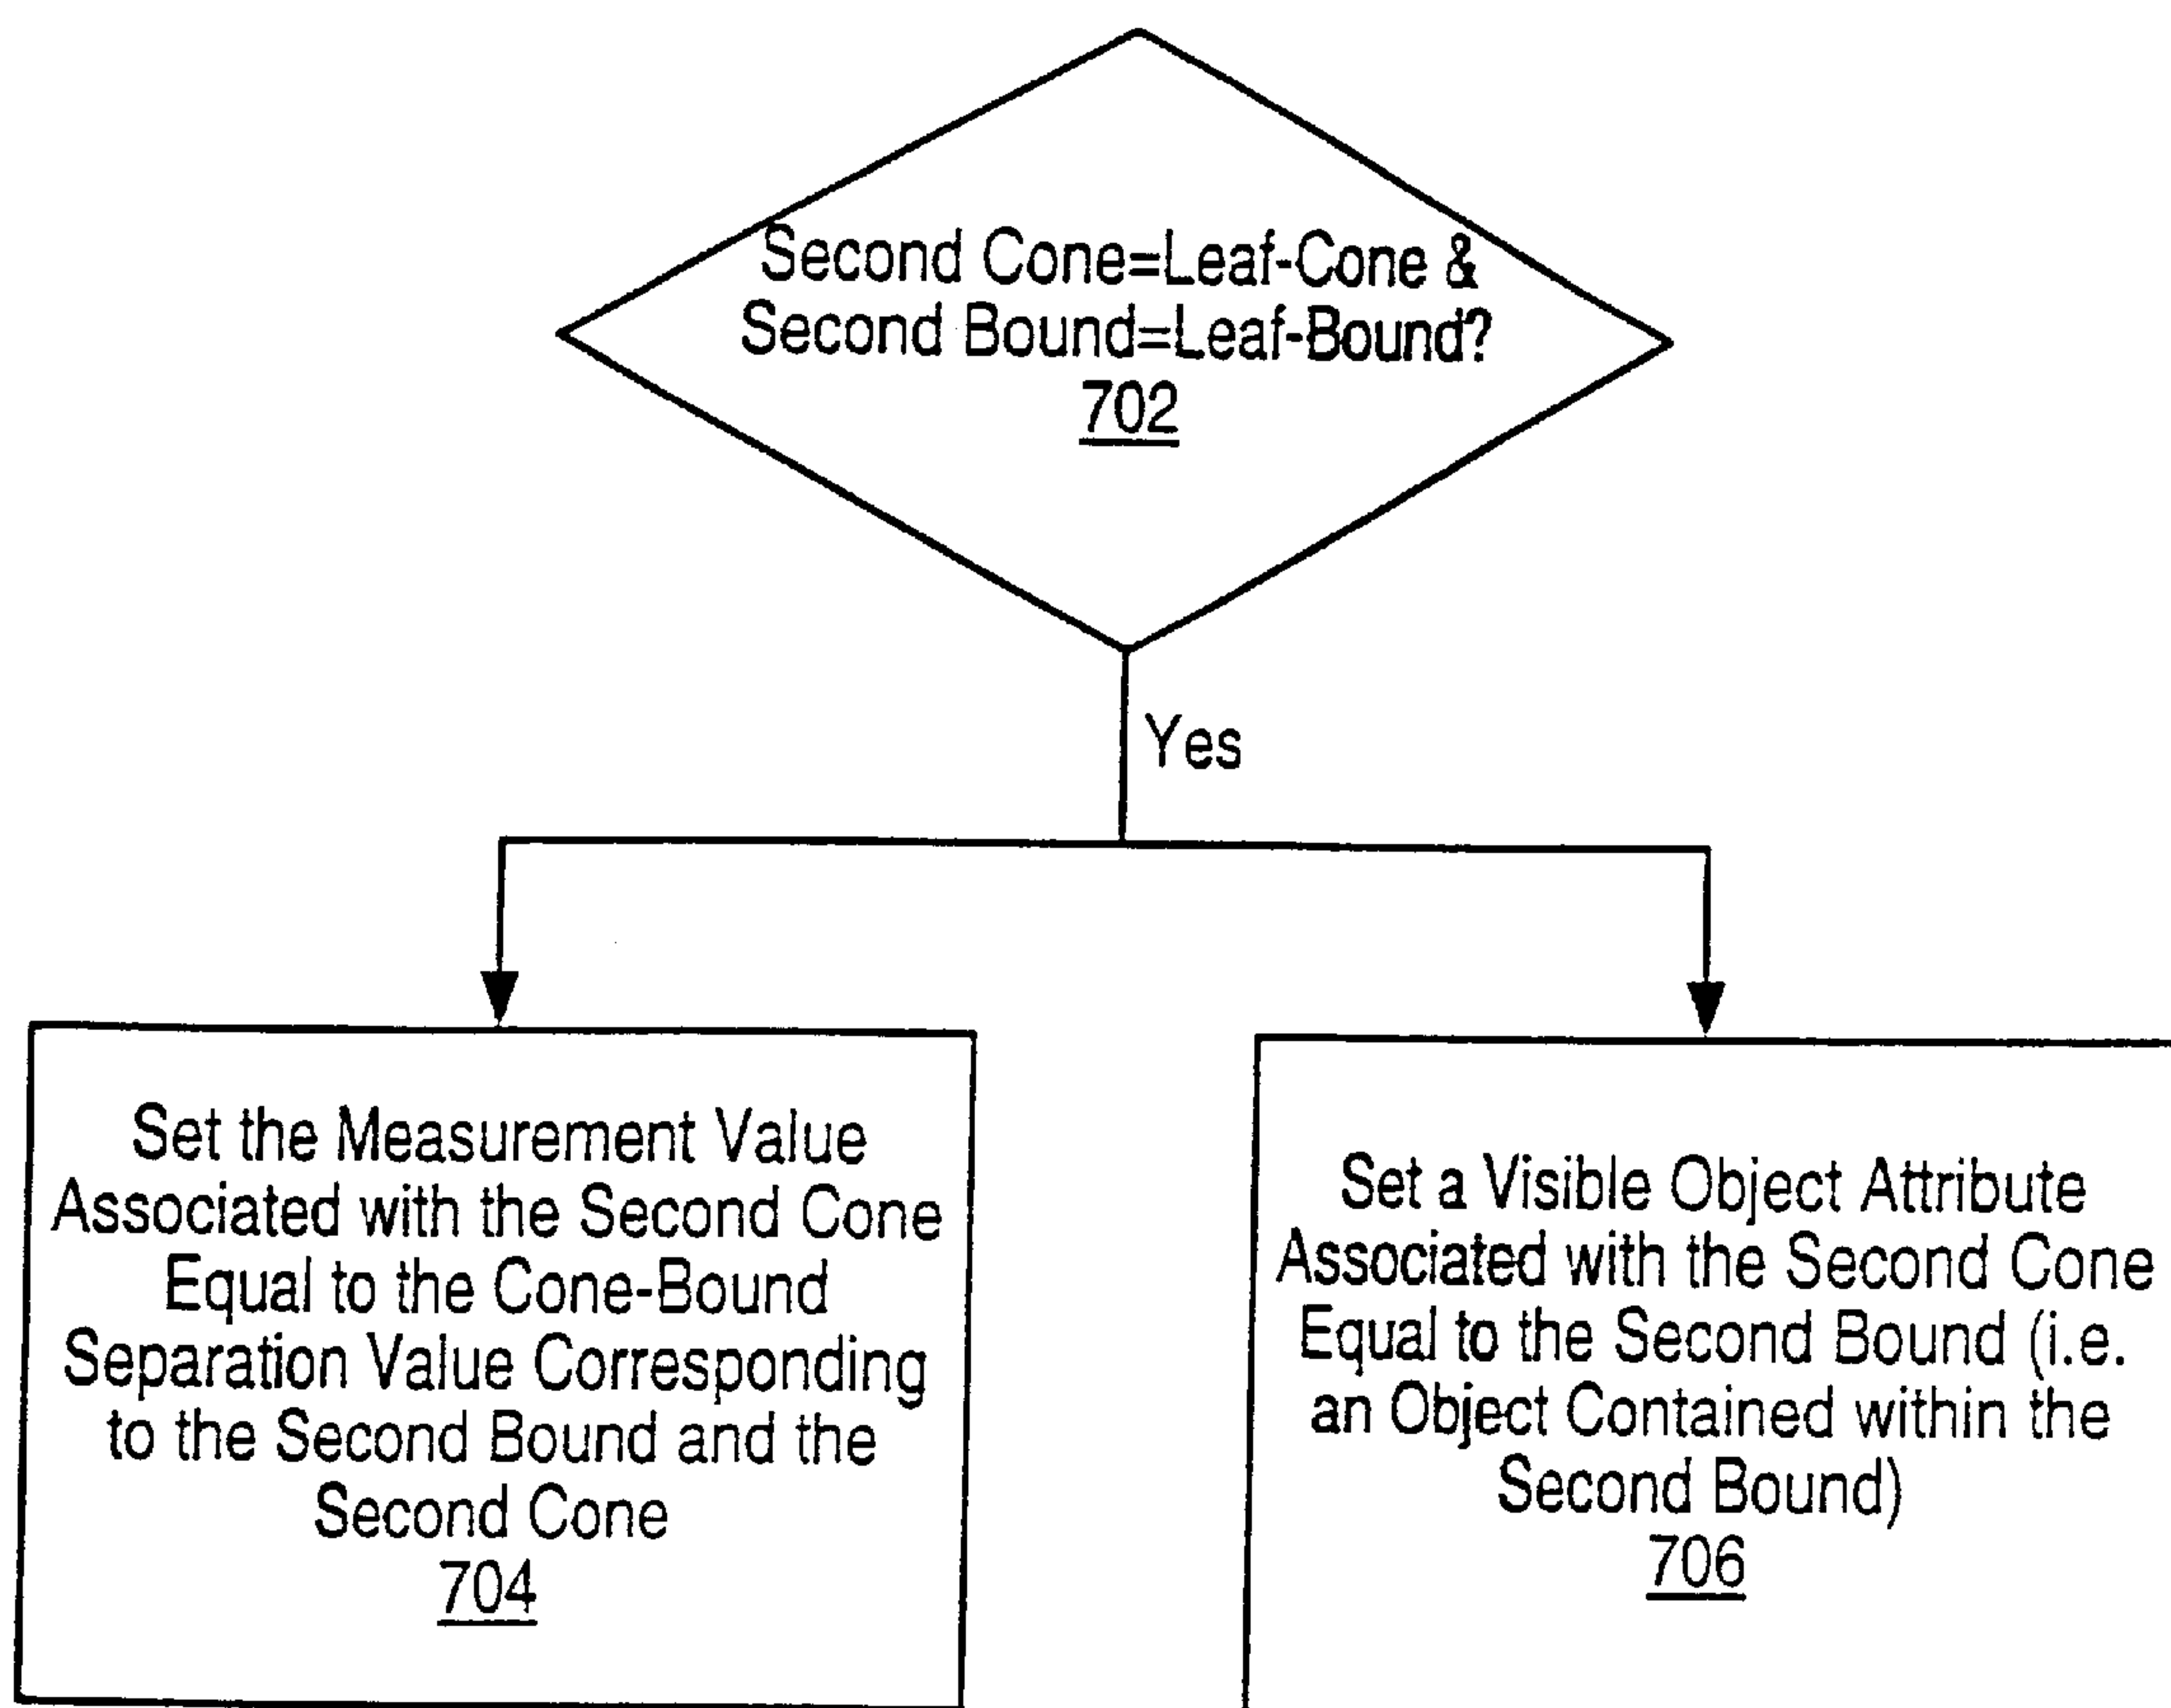 Second Cone=Leaf-Cone &
Second Bound=Leaf-Bound?
702
Yes
Set the Measurement Value
Associated with the Second Cone
Equal to the Cone-Bound
Separation Value Corresponding
to the Second Bound and the
Second Cone
704
Set a Visible Object Attribute
Associated with the Second Cone
Equal to the Second Bound (i.e.
an Object Contained within the
Second Bound)
706